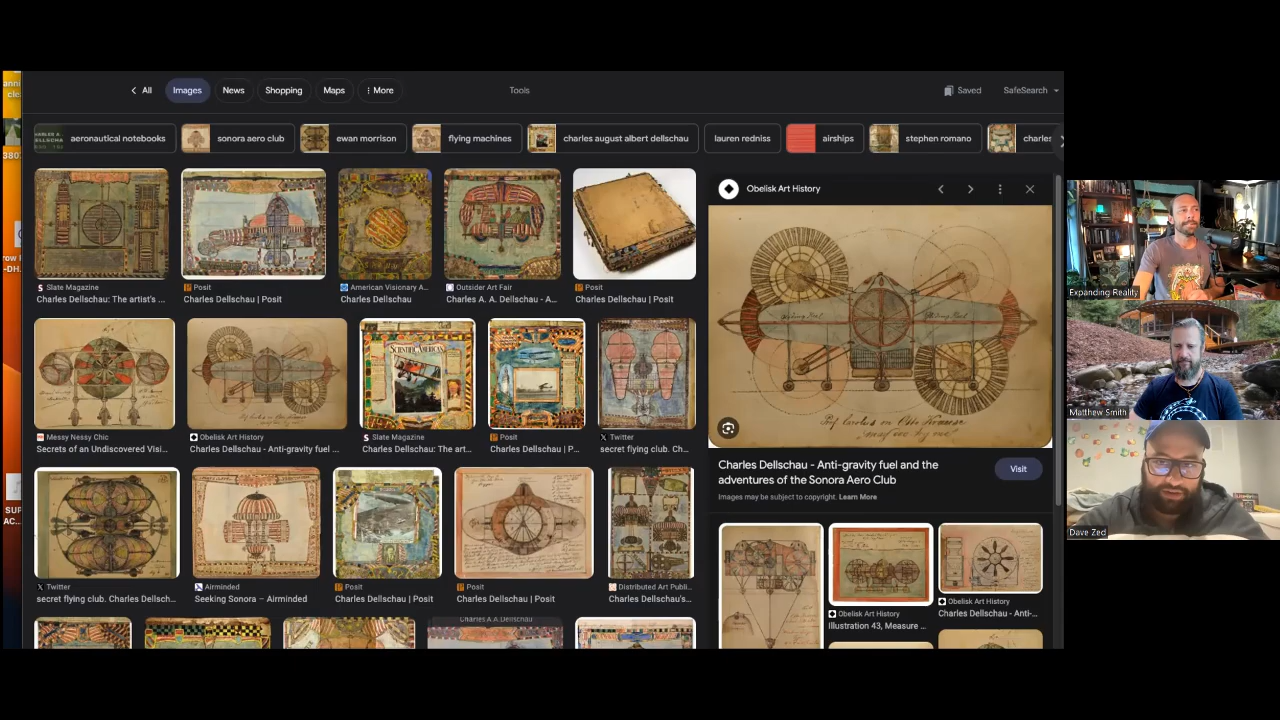 All
Images
News
Shopping
Maps
More
Tools
Saved
SafeSearch
aeronautical notebooks
sonora aero club
ewan morrison
flying machines
charles august albert dellschau
lauren redniss
airships
stephen romano
charles
Slate Magazine
Charles Dellschau: The artist's ...
Posit
Charles Dellschau | Posit
American Visionary A...
Charles Dellschau
Outsider Art Fair
Charles A. A. Dellschau - A...
Posit
Charles Dellschau | Posit
Messy Nessy Chic
Secrets of an Undiscovered Visi...
Obelisk Art History
Charles Dellschau - Anti-gravity fuel ...
SCIENTIFIC AMERICAN
Slate Magazine
Charles Dellschau: The art...
Posit
Charles Dellschau | P...
Twitter
secret flying club. Ch...
Twitter
secret flying club. Charles Dellsch...
Airminded
Seeking Sonora – Airminded
Posit
Charles Dellschau | Posit
Posit
Charles Dellschau | Posit
Distributed Art Publi...
Charles Dellschau's...
Charles A.A.Dellschau
Obelisk Art History
Charles Dellschau - Anti-gravity fuel and the
adventures of the Sonora Aero Club
Visit
Images may be subject to copyright. Learn More
Obelisk Art History
Illustration 43, Measure ...
Obelisk Art History
Charles Dellschau - Anti-...
Expanding Reality
Matthew Smith
Dave Zed